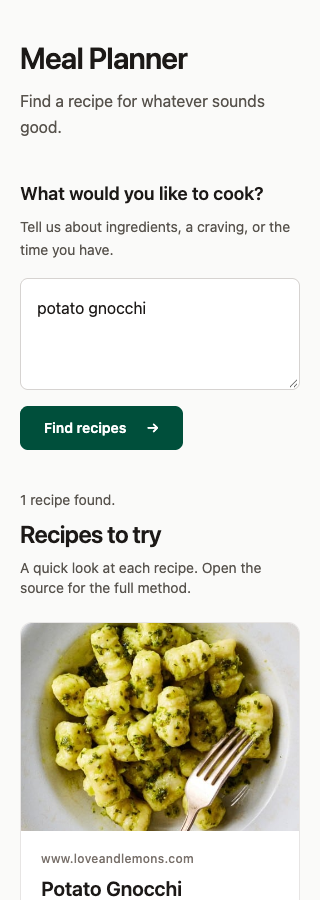 Meal Planner
Find a recipe for whatever sounds
good.
What would you like to cook?
Tell us about ingredients, a craving, or the
time you have.
potato gnocchi
Find recipes →
1 recipe found.
Recipes to try
A quick look at each recipe. Open the
source for the full method.
www.loveandlemons.com
Potato Gnocchi